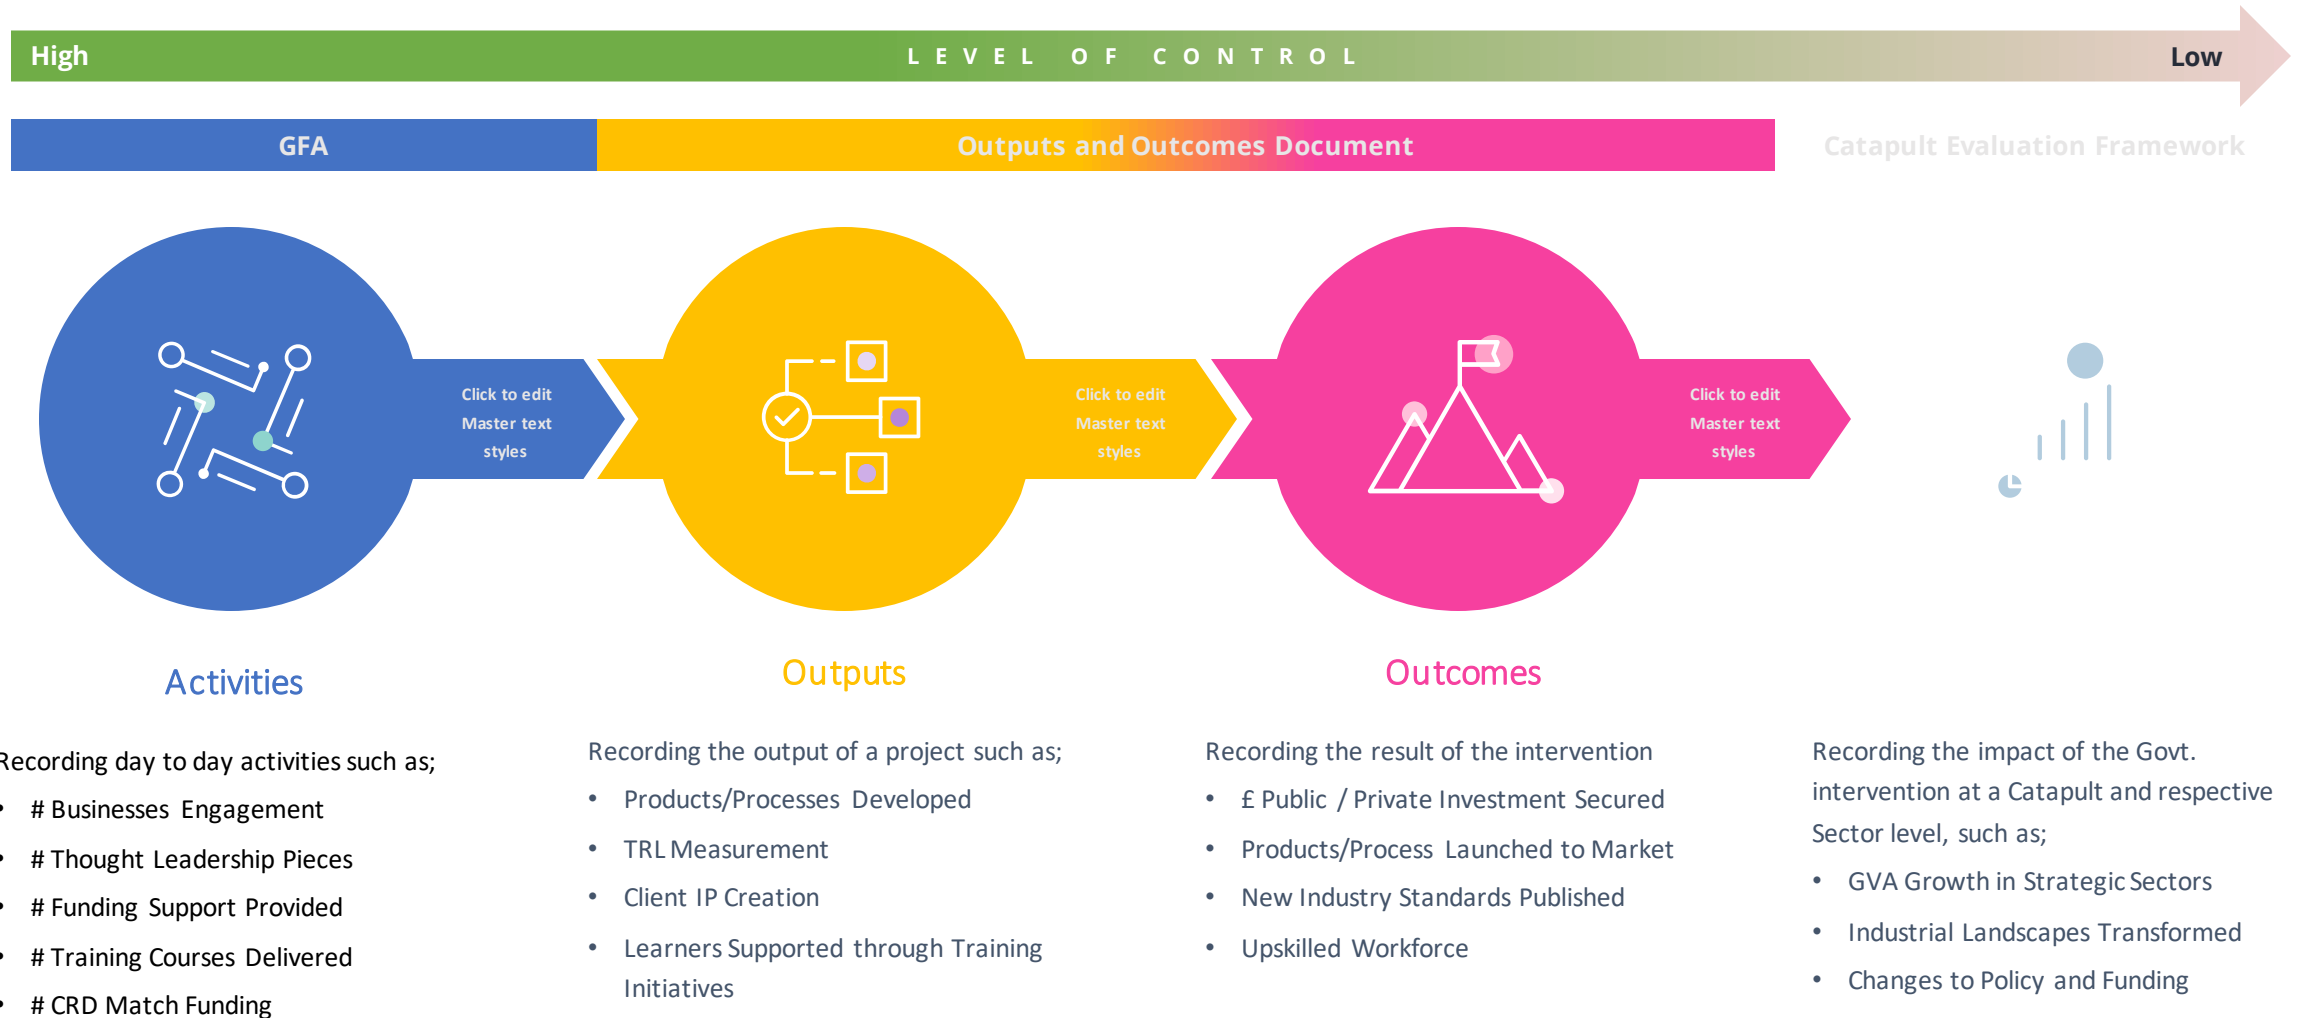 High LEVEL OF CONTROL Low
GFA
Outputs and Outcomes Document
Catapult Evaluation Framework
Click to edit
Master text
styles
Click to edit
Master text
styles
Click to edit
Master text
styles
Activities
Recording day to day activities such as;
• # Businesses Engagement
• # Thought Leadership Pieces
• # Funding Support Provided
• # Training Courses Delivered
• # CRD Match Funding
Outputs
Recording the output of a project such as;
• Products/Processes Developed
• TRL Measurement
• Client IP Creation
• Learners Supported through Training
Initiatives
Outcomes
Recording the result of the intervention
• £ Public / Private Investment Secured
• Products/Process Launched to Market
• New Industry Standards Published
• Upskilled Workforce
Recording the impact of the Govt.
intervention at a Catapult and respective
Sector level, such as;
• GVA Growth in Strategic Sectors
• Industrial Landscapes Transformed
• Changes to Policy and Funding